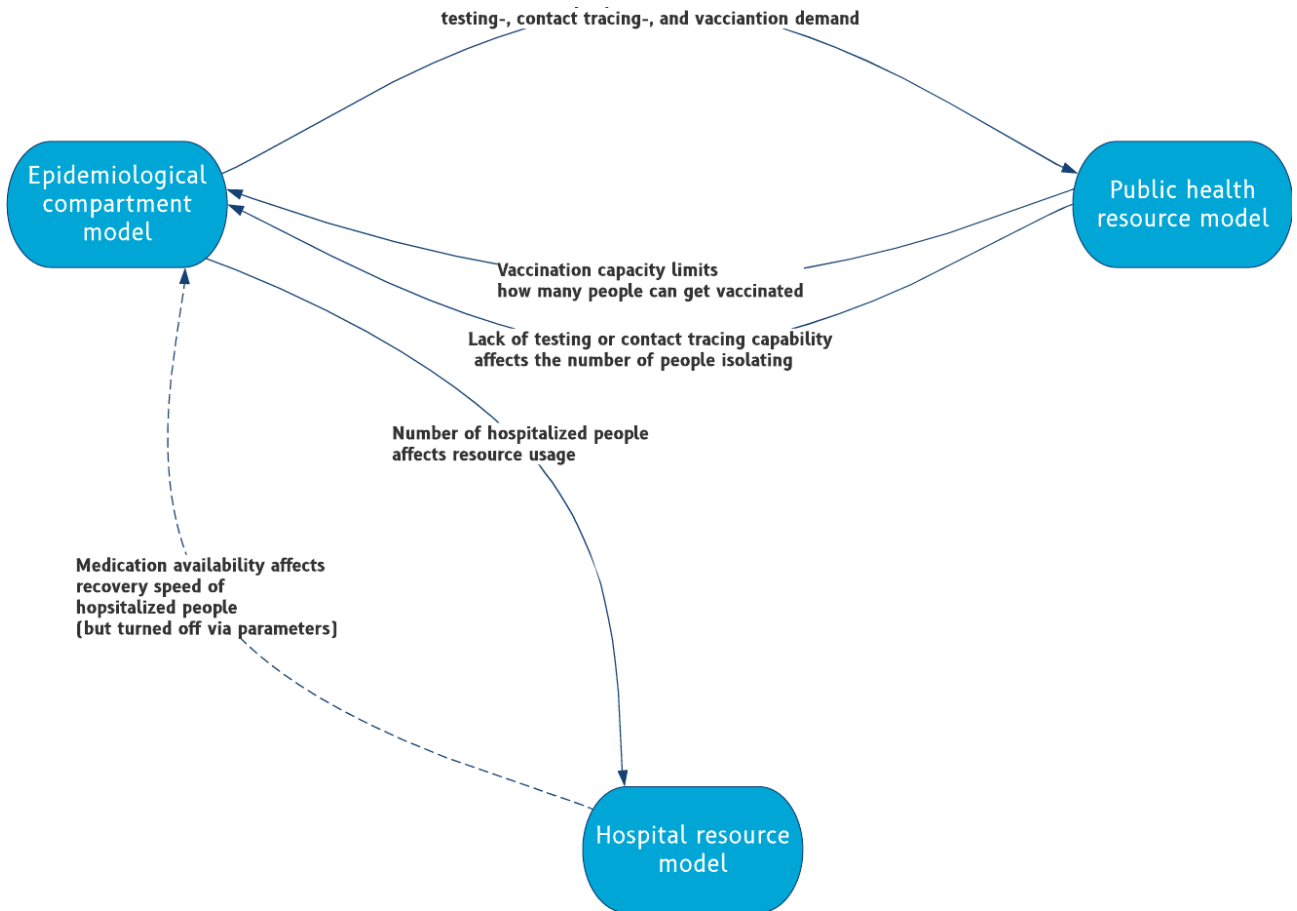 testing-, contact tracing-, and vacciantion demand
Epidemiological
compartment
model
Public health
resource model
Vaccination capacity limits
how many people can get vaccinated
Lack of testing or contact tracing capability
affects the number of people isolating
Number of hospitalized people
affects resource usage
Medication availability affects
recovery speed of
hopsitalized people
(but turned off via parameters)
Hospital resource
model